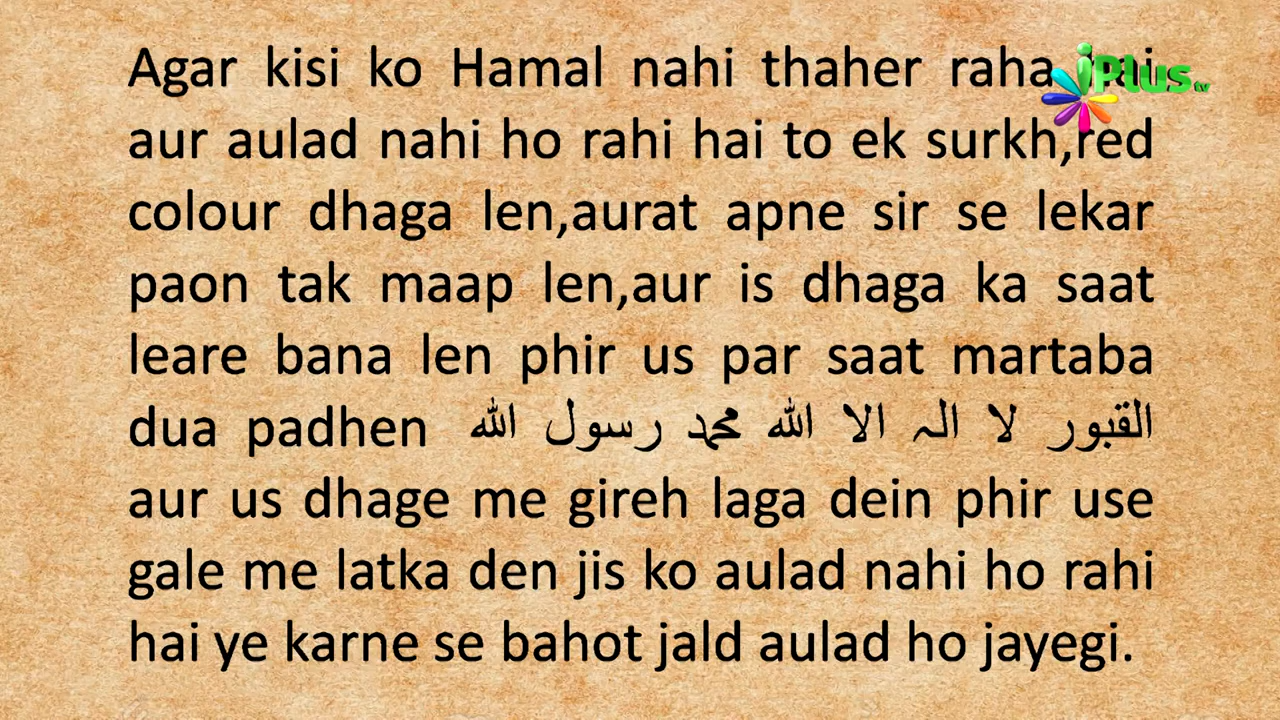 Agar kisi ko Hamal nahi thaher raha hai,
aur aulad nahi ho rahi hai to ek surkh,red
colour dhaga len,aurat apne sir se lekar
paon tak maap len,aur is dhaga ka saat
leare bana len phir us par saat martaba
dua padhen القبور لا الہ الا الله محمد رسول الله
aur us dhage me gireh laga dein phir use
gale me latka den jis ko aulad nahi ho rahi
hai ye karne se bahot jald aulad ho jayegi.
iPlus tv